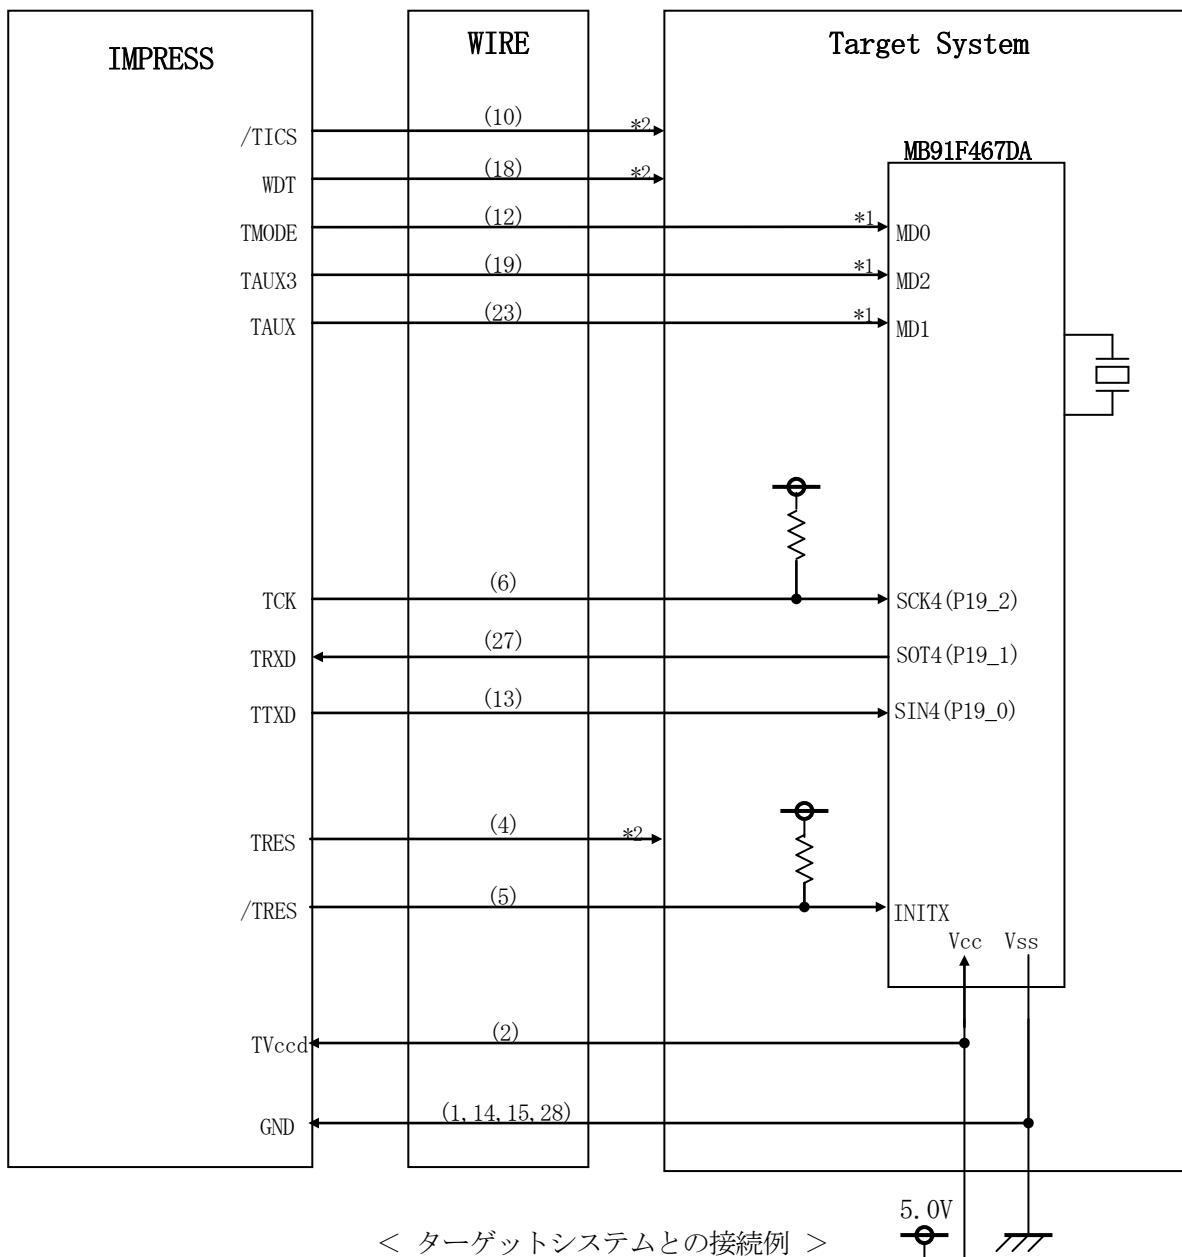 IMPRESS
WIRE
Target System
/TICS
(10)
*2
WDT
(18)
*2
MB91F467DA
TMODE
(12)
*1
MD0
TAUX3
(19)
*1
MD2
TAUX
(23)
*1
MD1
TCK
(6)
SCK4(P19_2)
TRXD
(27)
SOT4(P19_1)
TTXD
(13)
SIN4(P19_0)
TRES
(4)
*2
/TRES
(5)
INITX
Vcc
Vss
TVccd
(2)
GND
(1,14,15,28)
5.0V
< ターゲットシステムとの接続例 >